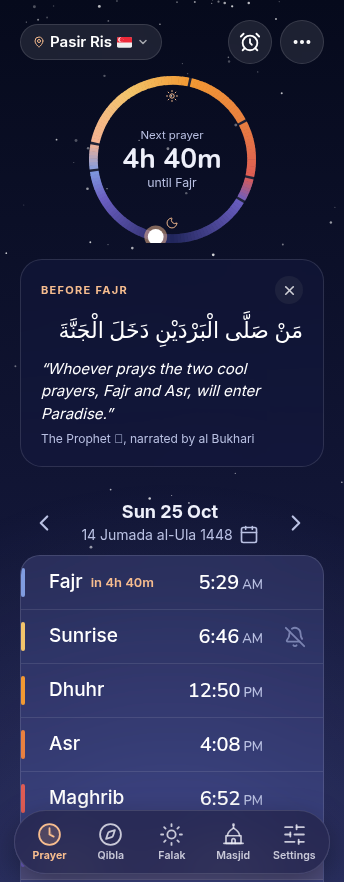 Pasir Ris 🇸🇬
Next prayer
4h 40m
until Fajr
BEFORE FAJR
مَنْ صَلَّى الْبَرْدَيْنِ دَخَلَ الْجَنَّةَ
“Whoever prays the two cool
prayers, Fajr and Asr, will enter
Paradise.”
The Prophet , narrated by al Bukhari
Sun 25 Oct
14 Jumada al-Ula 1448
Fajr in 4h 40m 5:29 AM
Sunrise 6:46 AM
Dhuhr 12:50 PM
Asr 4:08 PM
Maghrib 6:52 PM
Prayer Qibla Falak Masjid Settings